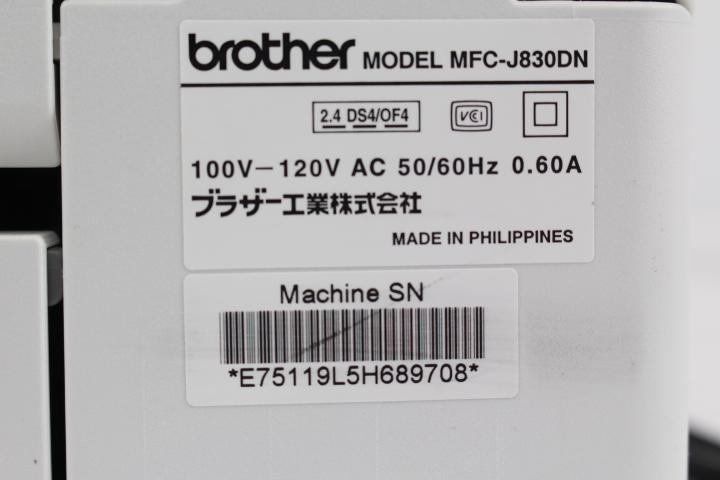 brother MODEL MFC-J830DN
2.4 DS4/OF4
VCI
100V－120V AC 50/60Hz 0.60A
ブラザー工業株式会社
MADE IN PHILIPPINES
Machine SN
*E75119L5H689708*